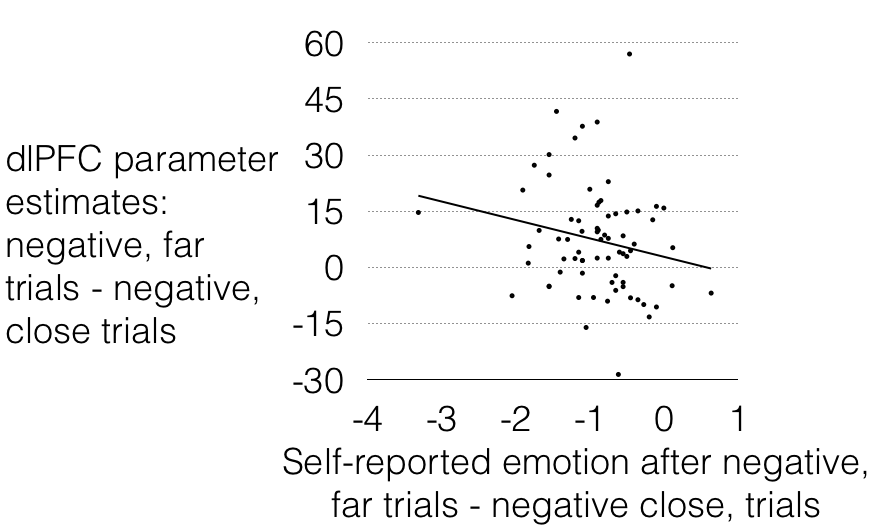 60
45
30
15
0
-15
-30
dlPFC parameter
estimates:
negative, far
trials - negative,
close trials
-4 -3 -2 -1 0 1
Self-reported emotion after negative,
far trials - negative close, trials